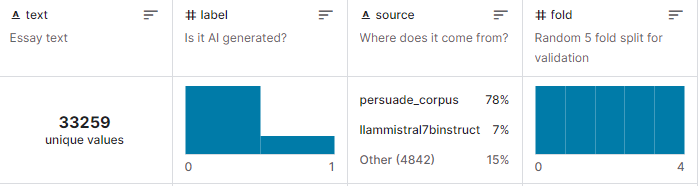 A text
Essay text
33259
unique values
# label
Is it AI generated?
0 1
A source
Where does it come from?
persuade_corpus 78%
llammistral7binstruct 7%
Other (4842) 15%
# fold
Random 5 fold split for
validation
0 4